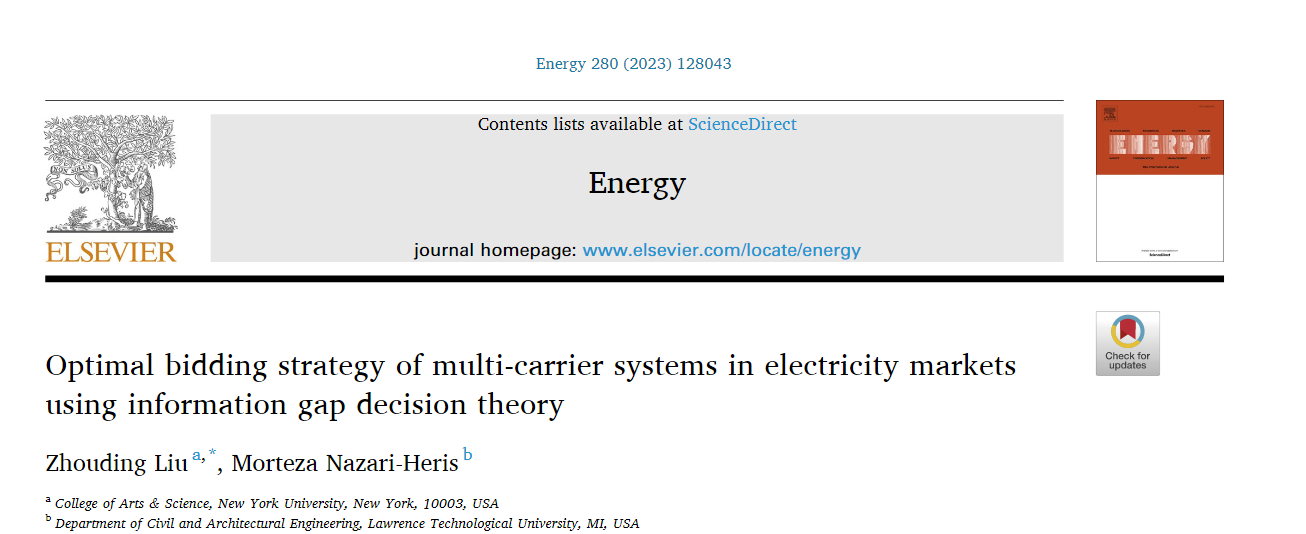 Energy 280 (2023) 128043
Contents lists available at ScienceDirect
Energy
journal homepage: www.elsevier.com/locate/energy
ELSEVIER
ENERGY
Check for
updates
Optimal bidding strategy of multi-carrier systems in electricity markets
using information gap decision theory
Zhouding Liu a,*, Morteza Nazari-Heris b
a College of Arts & Science, New York University, New York, 10003, USA
b Department of Civil and Architectural Engineering, Lawrence Technological University, MI, USA